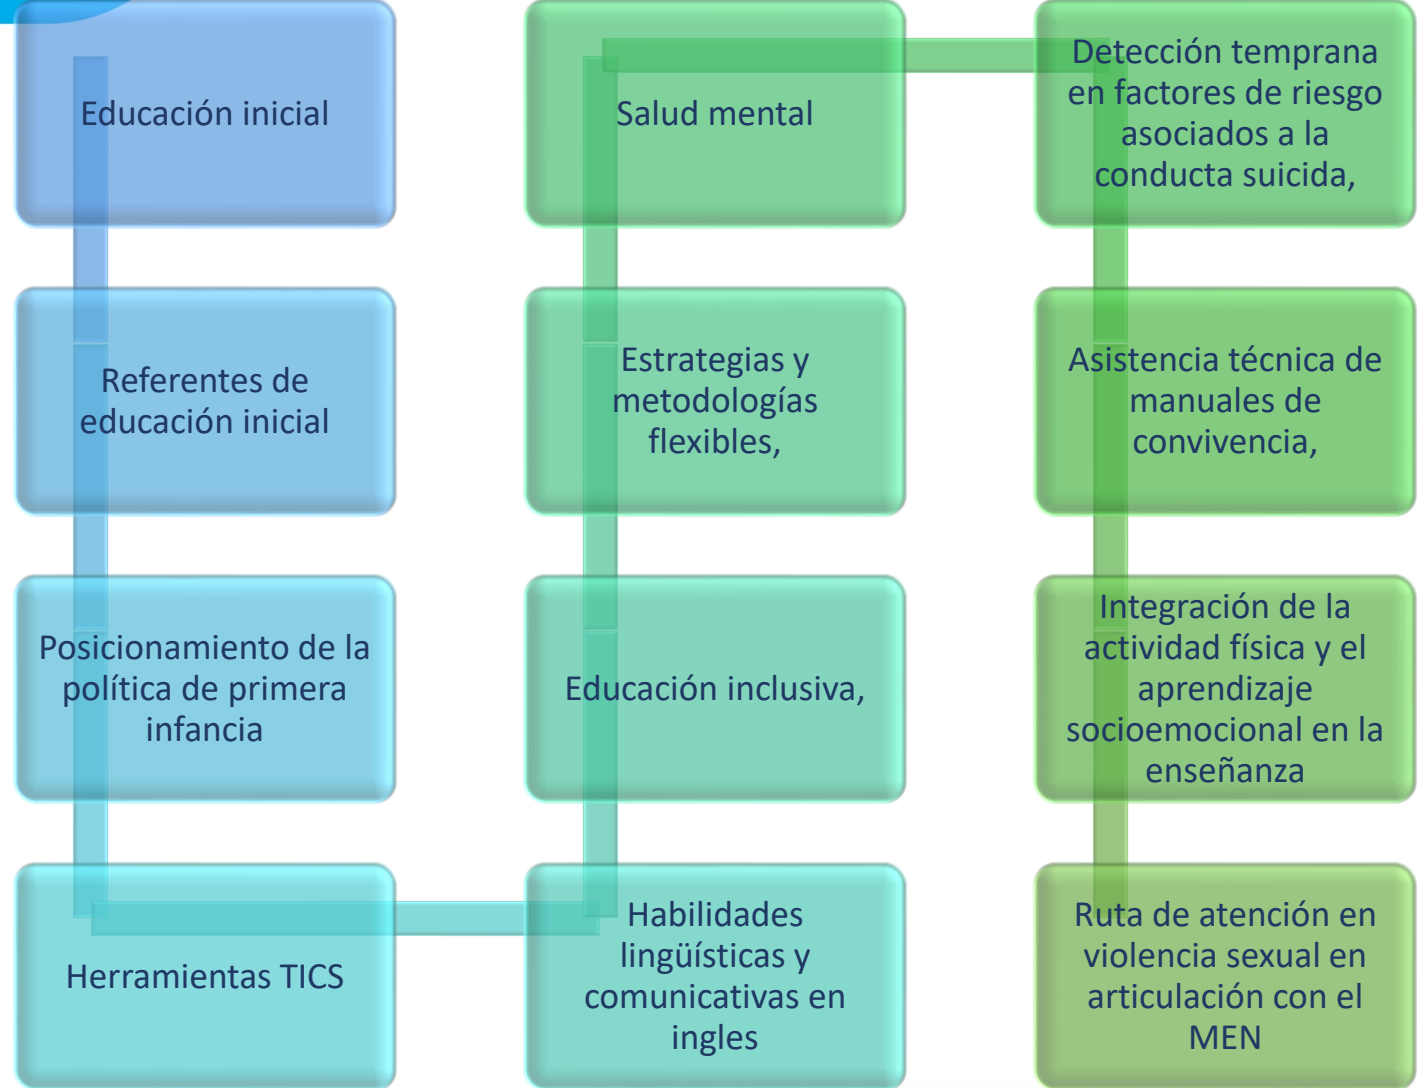 Educación inicial
Referentes de
educación inicial
Posicionamiento de la
política de primera
infancia
Herramientas TICS
Habilidades
lingüísticas y
comunicativas en
ingles
Educación inclusiva,
Estrategias y
metodologías
flexibles,
Salud mental
Detección temprana
en factores de riesgo
asociados a la
conducta suicida,
Asistencia técnica de
manuales de
convivencia,
Integración de la
actividad física y el
aprendizaje
socioemocional en la
enseñanza
Ruta de atención en
violencia sexual en
articulación con el
MEN